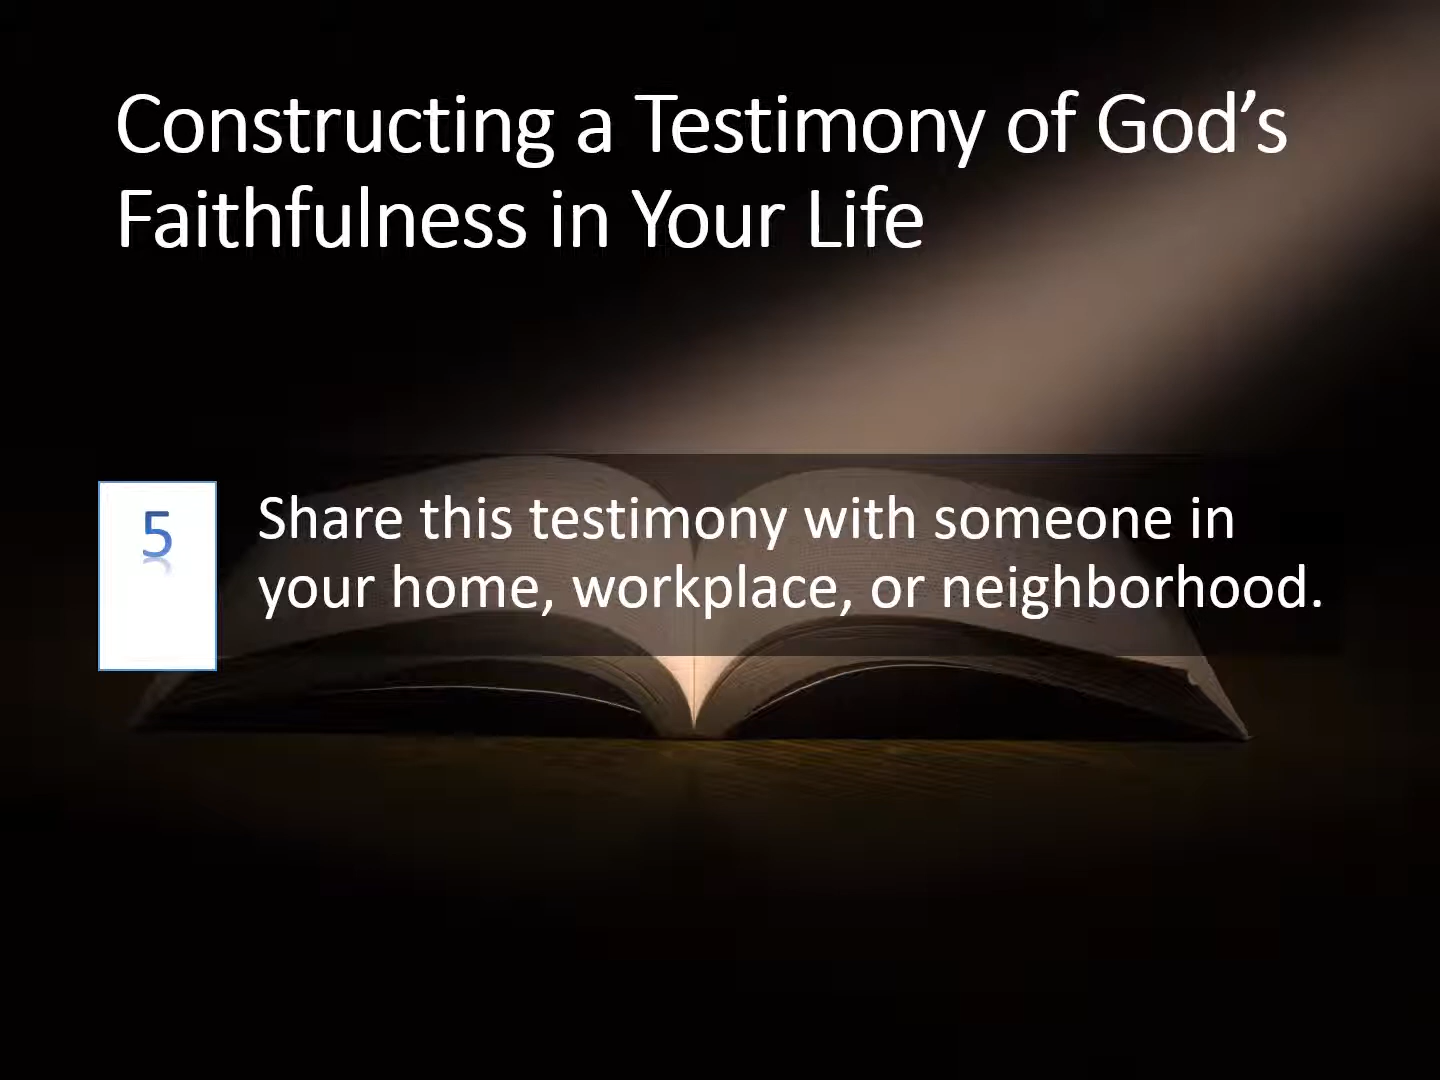 Constructing a Testimony of God’s
Faithfulness in Your Life
5
Share this testimony with someone in
your home, workplace, or neighborhood.